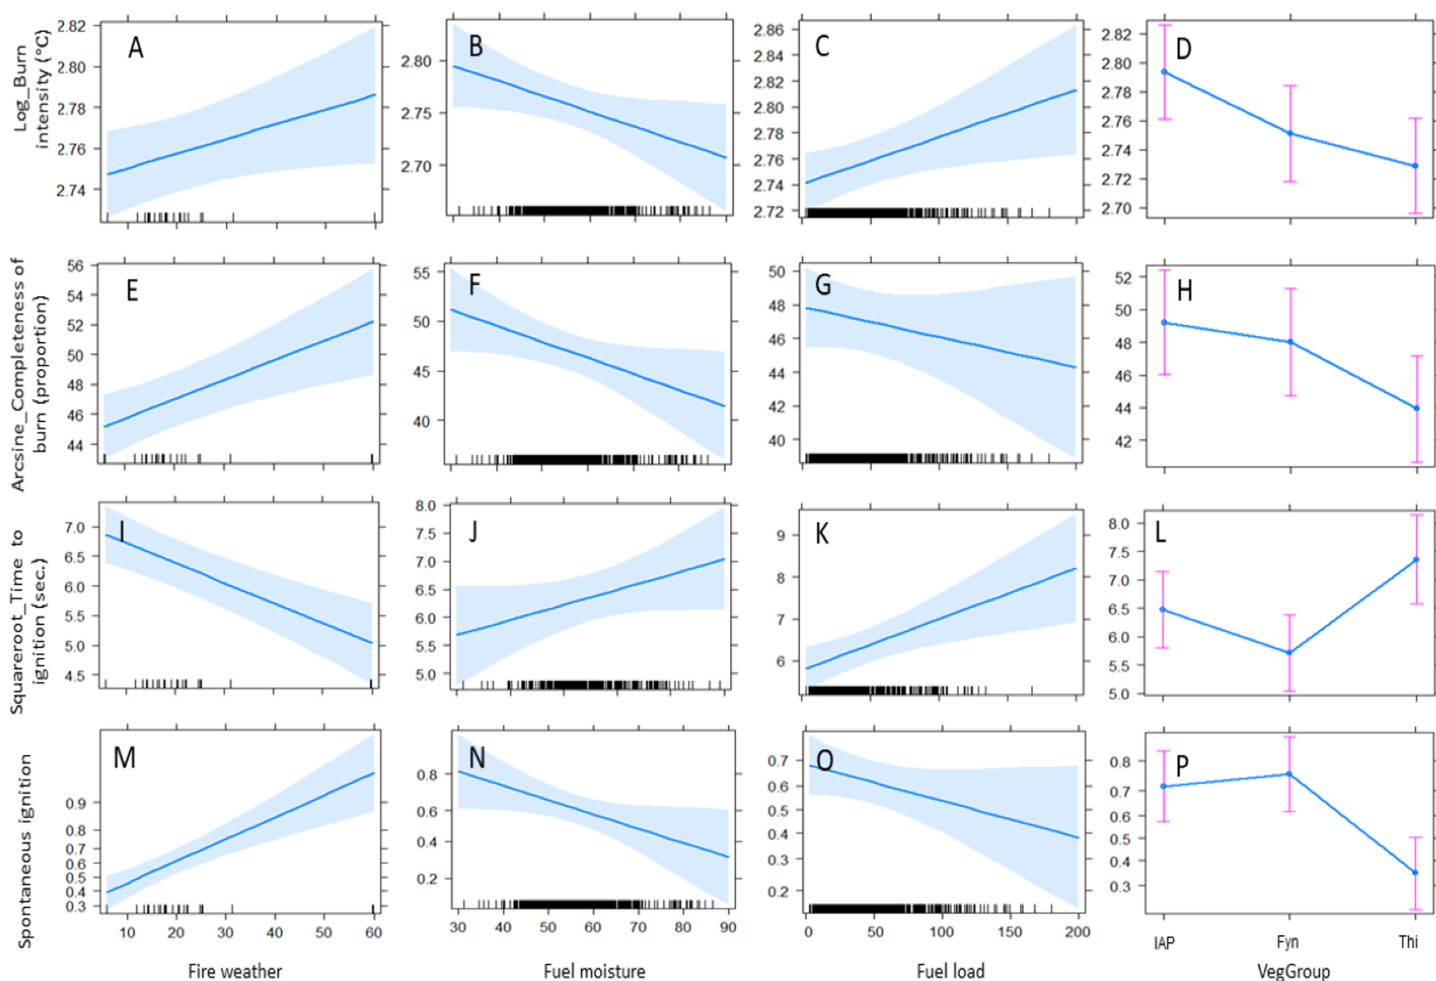 Log_Burn
intensity (°C)
2.82
2.80
2.78
2.76
2.74
A
2.80
2.75
2.70
B
2.86
2.84
2.82
2.80
2.78
2.76
2.74
2.72
C
2.82
2.80
2.78
2.76
2.74
2.72
2.70
D
Arcsine_Completeness of
burn (proportion)
56
54
52
50
48
46
44
E
55
50
45
40
F
50
48
46
44
42
40
G
52
50
48
46
44
42
H
Squareroot_Time to
ignition (sec.)
7.0
6.5
6.0
5.5
5.0
4.5
I
8.0
7.0
6.5
6.0
5.5
5.0
J
9
8
7
6
K
8.0
7.5
7.0
6.5
6.0
5.5
5.0
L
Spontaneous ignition
0.9
0.8
0.7
0.6
0.5
0.4
0.3
M
0.8
0.6
0.4
0.2
N
0.7
0.6
0.5
0.4
0.3
0.2
O
0.8
0.7
0.6
0.5
0.4
0.3
P
10 20 30 40 50 60
30 40 50 60 70 80 90
0 50 100 150 200
IAP Fyn Thi
Fire weather
Fuel moisture
Fuel load
VegGroup